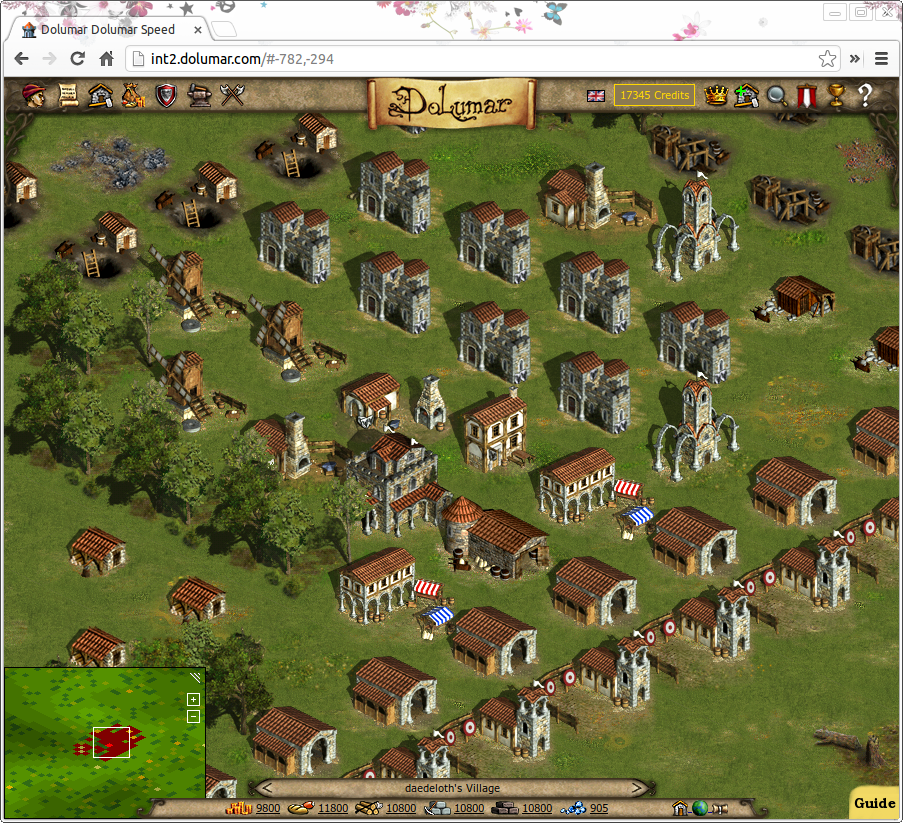 Dolumar Dolumar Speed
int2.dolumar.com/#-782,-294
Dolumar
17345 Credits
?
daedeloth's Village
9800 11800 10800 10800 10800 905
Guide